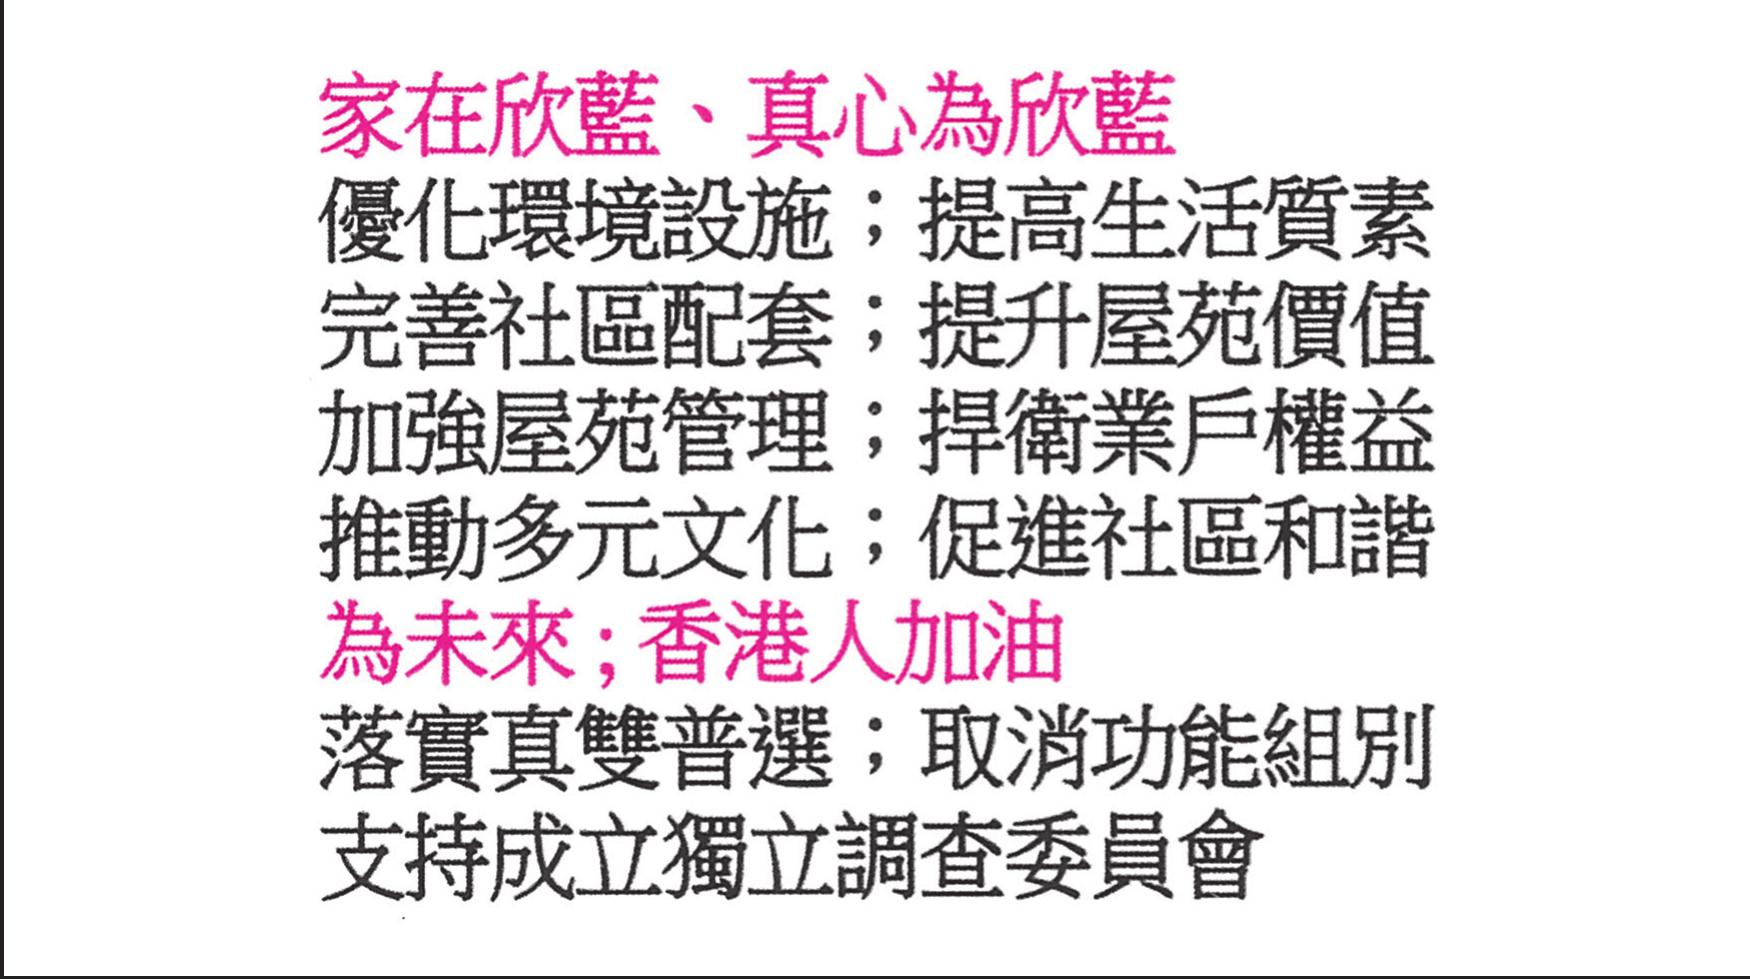 家在欣藍、真心為欣藍
優化環境設施；提高生活質素
完善社區配套；提升屋苑價值
加強屋苑管理；捍衛業戶權益
推動多元文化；促進社區和諧
為未來；香港人加油
落實真雙普選；取消功能組別
支持成立獨立調查委員會